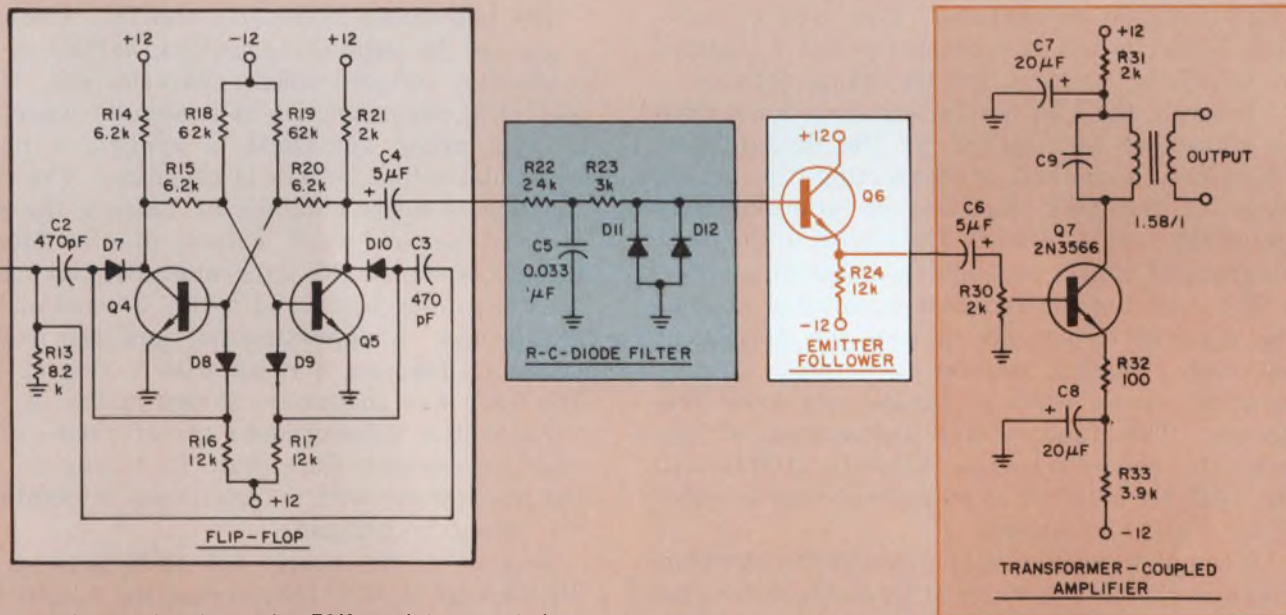 +12
-12
+12
R14
6.2k
R18
62k
R19
62k
R21
2k
R15
6.2k
R20
6.2k
C4
5µF
+
C2
470pF
D7
D10
C3
470
pF
Q4
Q5
R13
8.2
k
D8
D9
R16
12k
R17
12k
+12
FLIP-FLOP
R22
24k
R23
3k
C5
0.033
µF
D11
D12
R-C-DIODE FILTER
+12
Q6
R24
12k
-12
EMITTER
FOLLOWER
C6
5µF
+
R30
2k
C7
20µF
+
+12
R31
2k
C9
OUTPUT
1.58/1
Q7
2N3566
R32
100
C8
+
20µF
R33
3.9k
-12
TRANSFORMER-COUPLED
AMPLIFIER